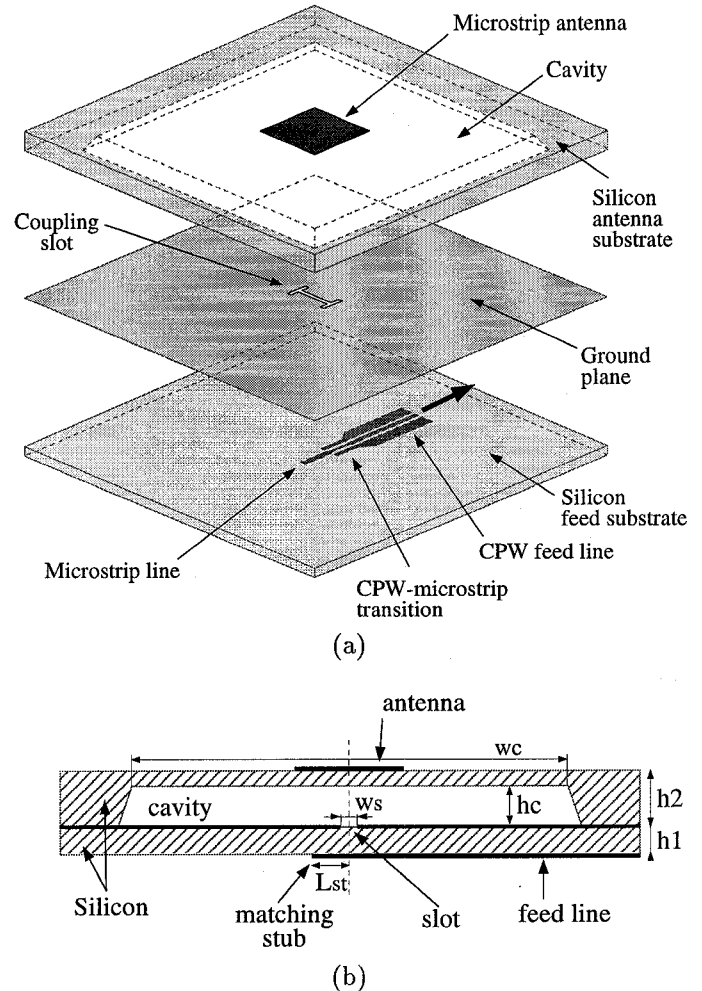 Microstrip antenna
Cavity
Silicon
antenna
substrate
Coupling
slot
Ground
plane
Silicon
feed substrate
CPW feed line
Microstrip line
CPW-microstrip
transition
(a)
antenna
wc
cavity
ws
hc
h2
h1
Lst
Silicon
matching
stub
slot
feed line
(b)